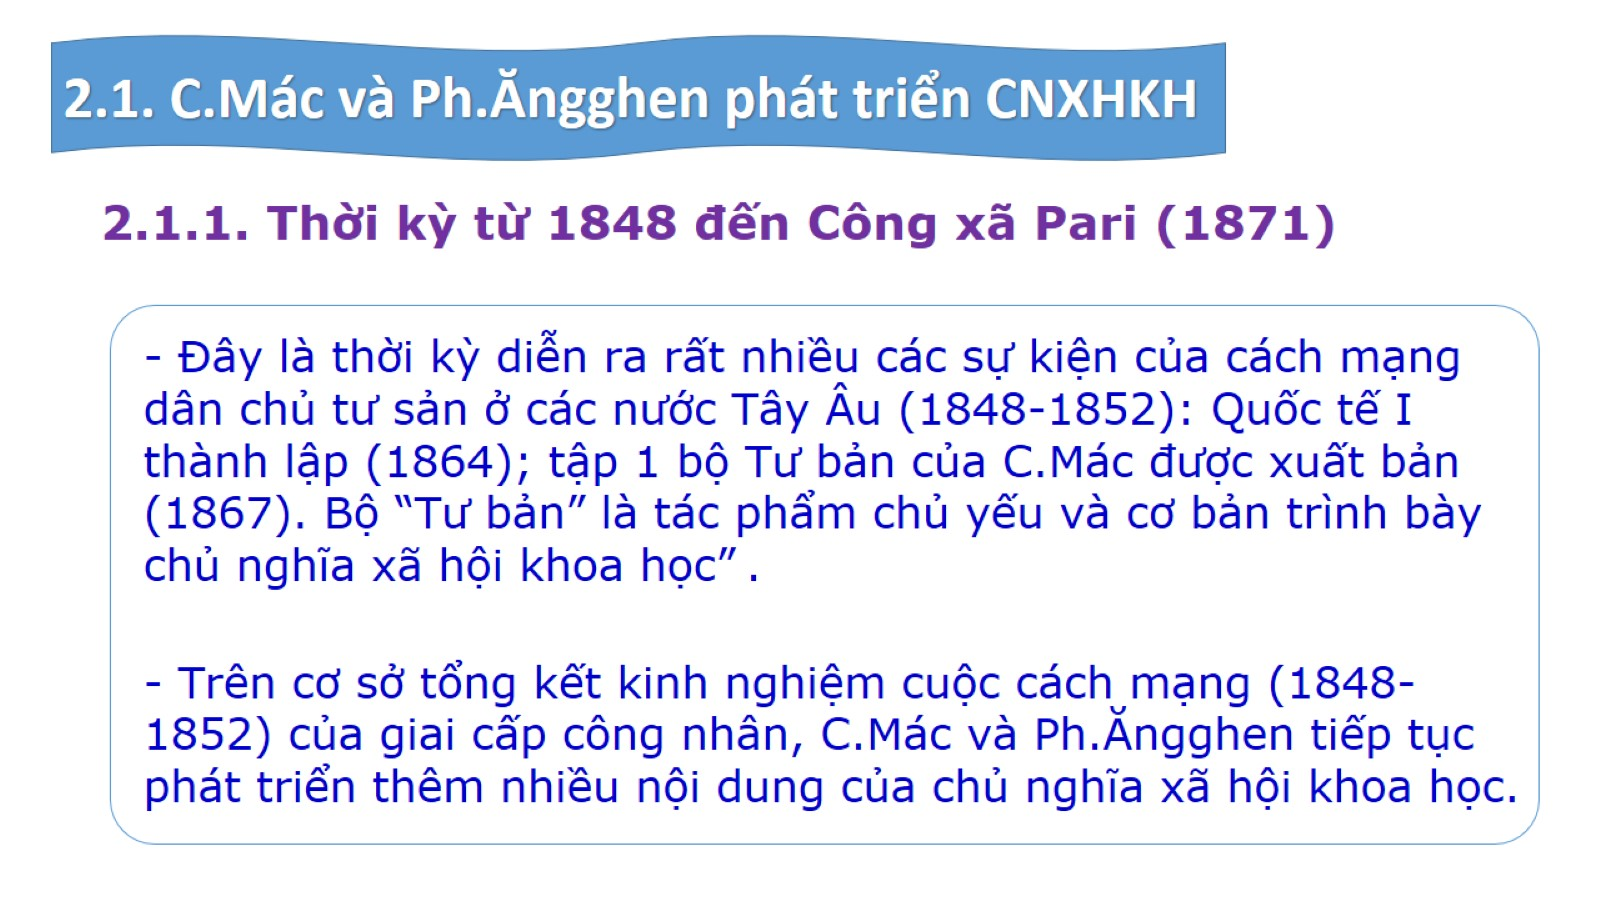 2.1. C.Mác và Ph.Ăngghen phát triển CNXHKH
2.1.1. Thời kỳ từ 1848 đến Công xã Pari (1871)
- Đây là thời kỳ diễn ra rất nhiều các sự kiện của cách mạng
dân chủ tư sản ở các nước Tây Âu (1848-1852): Quốc tế I
thành lập (1864); tập 1 bộ Tư bản của C.Mác được xuất bản
(1867). Bộ “Tư bản” là tác phẩm chủ yếu và cơ bản trình bày
chủ nghĩa xã hội khoa học” .
- Trên cơ sở tổng kết kinh nghiệm cuộc cách mạng (1848-
1852) của giai cấp công nhân, C.Mác và Ph.Ăngghen tiếp tục
phát triển thêm nhiều nội dung của chủ nghĩa xã hội khoa học.